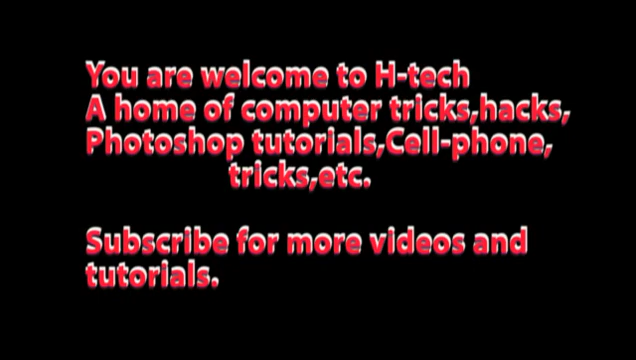 You are welcome to H-tech
A home of computer tricks,hacks,
Photoshop tutorials,Cell-phone,
tricks,etc.
Subscribe for more videos and
tutorials.